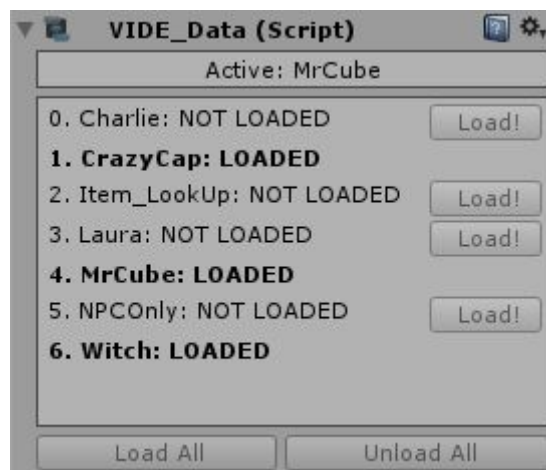 VIDE_Data (Script)
Active: MrCube
0. Charlie: NOT LOADED Load!
1. CrazyCap: LOADED
2. Item_LookUp: NOT LOADED Load!
3. Laura: NOT LOADED Load!
4. MrCube: LOADED
5. NPCOnly: NOT LOADED Load!
6. Witch: LOADED
Load All Unload All